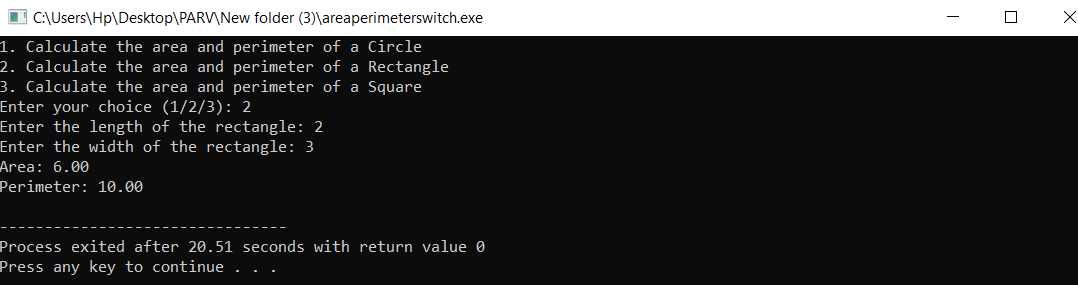 C:\Users\Hp\Desktop\PARV\New folder (3)\areaperimeterswitch.exe
1. Calculate the area and perimeter of a Circle
2. Calculate the area and perimeter of a Rectangle
3. Calculate the area and perimeter of a Square
Enter your choice (1/2/3): 2
Enter the length of the rectangle: 2
Enter the width of the rectangle: 3
Area: 6.00
Perimeter: 10.00
--------------------------------
Process exited after 20.51 seconds with return value 0
Press any key to continue . . .